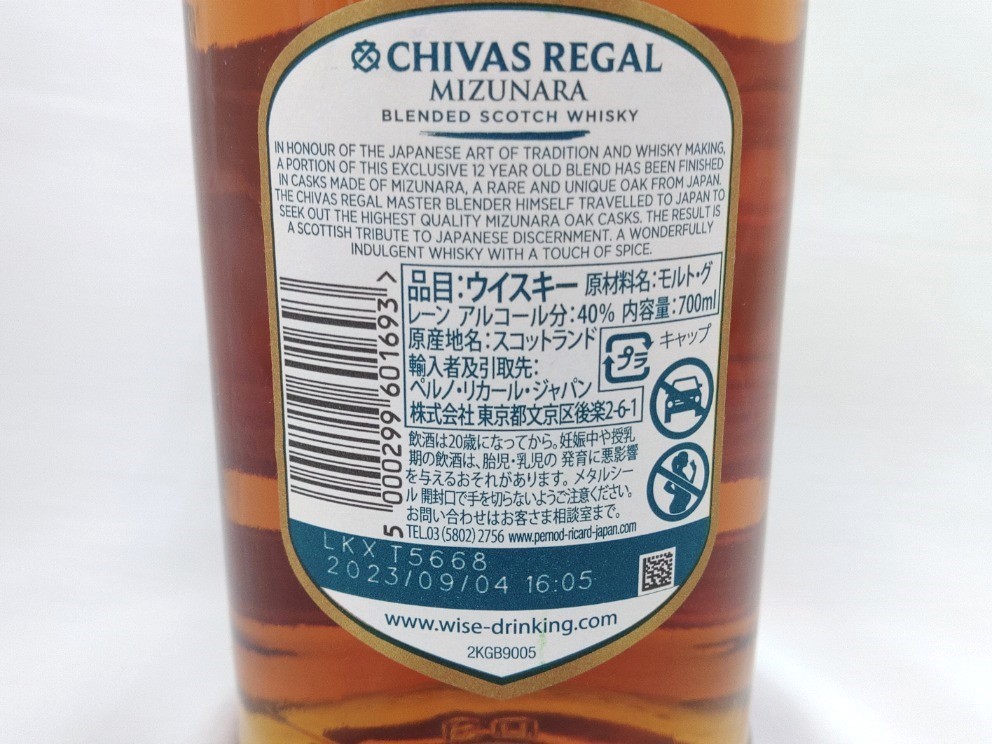 CHIVAS REGAL
MIZUNARA
BLENDED SCOTCH WHISKY
IN HONOUR OF THE JAPANESE ART OF TRADITION AND WHISKY MAKING,
A PORTION OF THIS EXCLUSIVE 12 YEAR OLD BLEND HAS BEEN FINISHED
IN CASKS MADE OF MIZUNARA, A RARE AND UNIQUE OAK FROM JAPAN.
THE CHIVAS REGAL MASTER BLENDER HIMSELF TRAVELLED TO JAPAN TO
SEEK OUT THE HIGHEST QUALITY MIZUNARA OAK CASKS. THE RESULT IS
A SCOTTISH TRIBUTE TO JAPANESE DISCERNMENT. A WONDERFULLY
INDULGENT WHISKY WITH A TOUCH OF SPICE.
5 000299 601693 >
品目:ウイスキー 原材料名:モルト・グ
レーン アルコール分:40% 内容量:700ml
原産地名:スコットランド
輸入者及引取先:
ペルノ・リカール・ジャパン
株式会社 東京都文京区後楽2-6-1
プラ
キャップ
飲酒は20歳になってから。妊娠中や授乳
期の飲酒は、胎児・乳児の 発育に悪影響
を与えるおそれがあります。メタルシー
ル 開封口で手を切らないようご注意ください。
お問い合わせはお客さま相談室まで。
TEL.03 (5802) 2756 www.pernod-ricard-japan.com
LKX T5668
2023/09/04 16:05
www.wise-drinking.com
2KGB9005